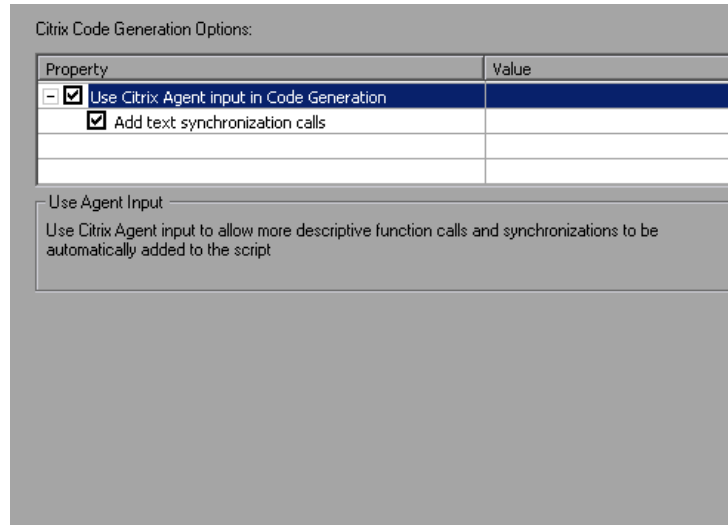 Citrix Code Generation Options:
Property Value
Use Citrix Agent input in Code Generation
Add text synchronization calls
Use Agent Input
Use Citrix Agent input to allow more descriptive function calls and synchronizations to be
automatically added to the script